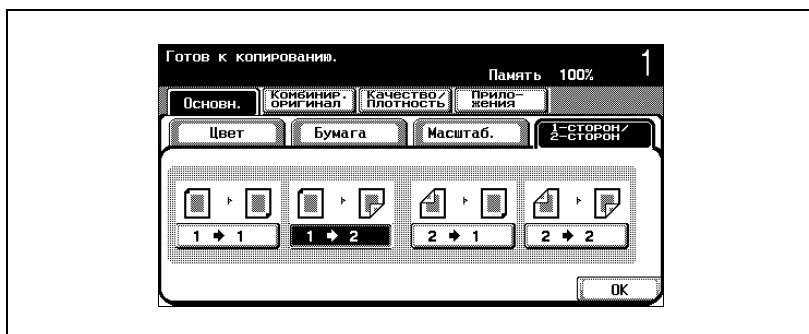 Готов к копированию.
Память 100% 1
Основн. Комбинир. оригинал Качество/ плотность Прило- жения
Цвет Бумага Масштаб. 1-сторон/ 2-сторон
1 → 1 1 → 2 2 → 1 2 → 2
OK